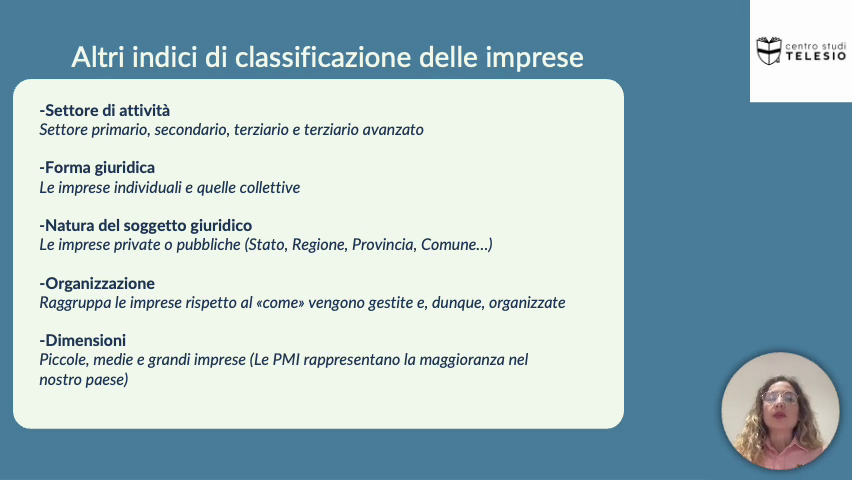 Altri indici di classificazione delle imprese
centro studi
TELESIO
-Settore di attività
Settore primario, secondario, terziario e terziario avanzato
-Forma giuridica
Le imprese individuali e quelle collettive
-Natura del soggetto giuridico
Le imprese private o pubbliche (Stato, Regione, Provincia, Comune...)
-Organizzazione
Raggruppa le imprese rispetto al «come» vengono gestite e, dunque, organizzate
-Dimensioni
Piccole, medie e grandi imprese (Le PMI rappresentano la maggioranza nel
nostro paese)